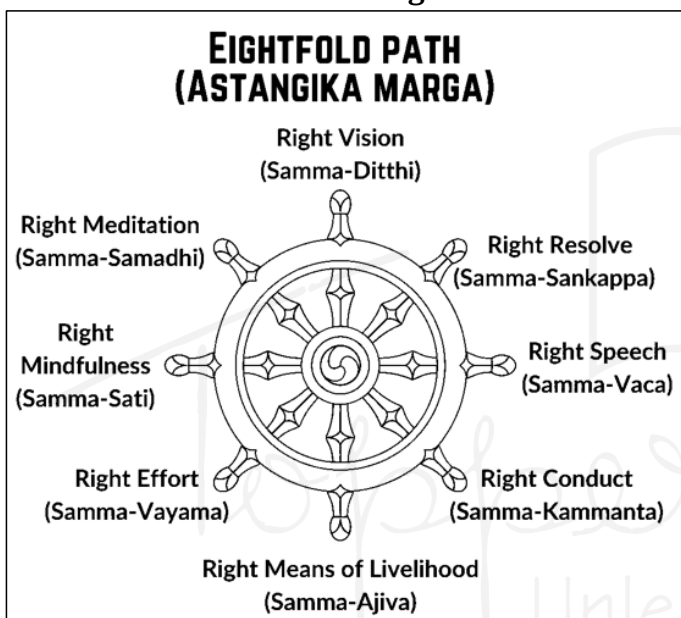 EIGHTFOLD PATH
(ASTANGIKA MARGA)
Right Vision
(Samma-Ditthi)
Right Resolve
(Samma-Sankappa)
Right Speech
(Samma-Vaca)
Right Conduct
(Samma-Kammanta)
Right Means of Livelihood
(Samma-Ajiva)
Right Effort
(Samma-Vayama)
Right
Mindfulness
(Samma-Sati)
Right Meditation
(Samma-Samadhi)